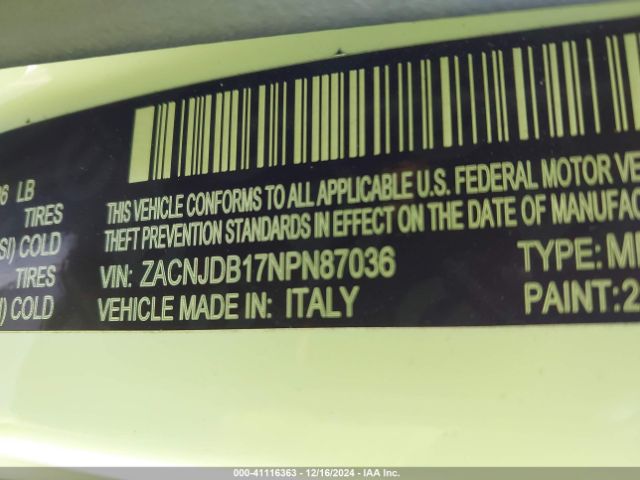 06 LB
TIRES
SI) COLD
TIRES
I) COLD
THIS VEHICLE CONFORMS TO ALL APPLICABLE U.S. FEDERAL MOTOR VE
THEFT PREVENTION STANDARDS IN EFFECT ON THE DATE OF MANUFAC
VIN: ZACNJDB17NPN87036 TYPE: M
VEHICLE MADE IN: ITALY PAINT: 2
000-41116363 - 12/16/2024 - IAA Inc.